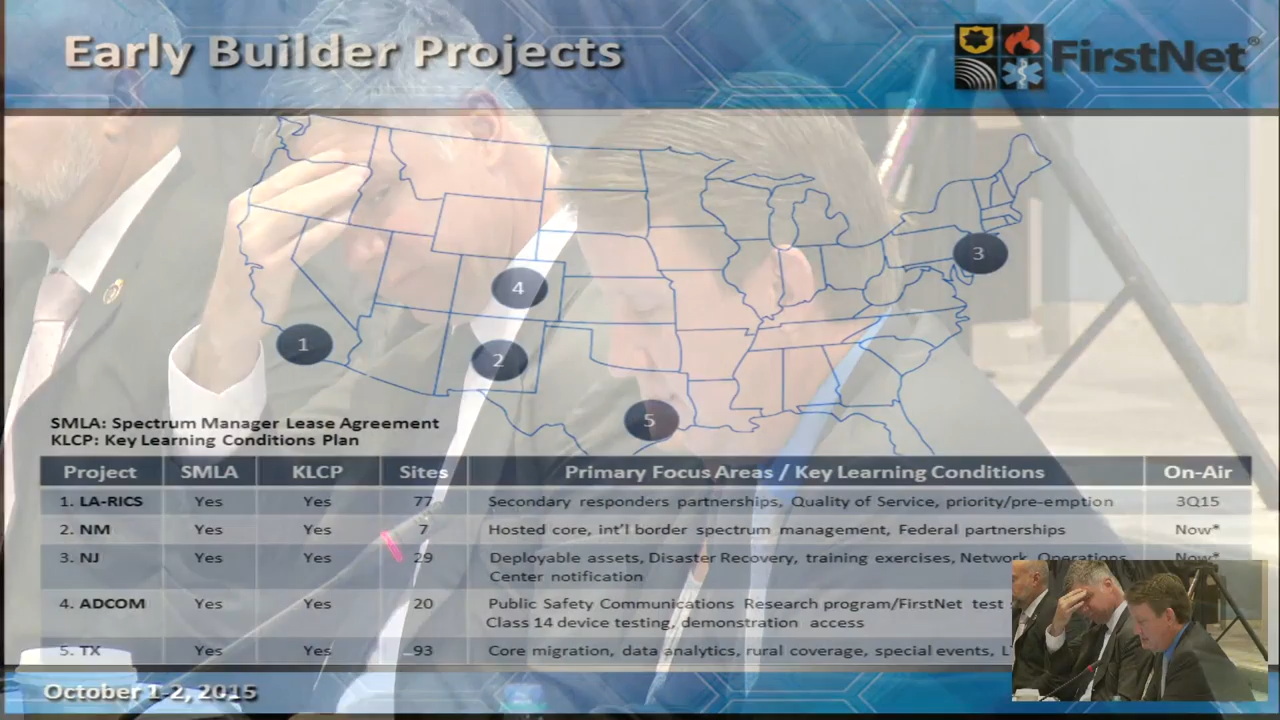 Early Builder Projects
FirstNet®
4
3
1
2
5
SMLA: Spectrum Manager Lease Agreement
KLCP: Key Learning Conditions Plan
Project SMLA KLCP Sites Primary Focus Areas / Key Learning Conditions On-Air
1. LA-RICS Yes Yes 77 Secondary responders partnerships, Quality of Service, priority/pre-emption 3Q15
2. NM Yes Yes 7 Hosted core, int'l border spectrum management, Federal partnerships Now*
3. NJ Yes Yes 29 Deployable assets, Disaster Recovery, training exercises, Network Operations Now*
Center notification
4. ADCOM Yes Yes 20 Public Safety Communications Research program/FirstNet test
Class 14 device testing, demonstration access
5. TX Yes Yes 93 Core migration, data analytics, rural coverage, special events,
October 1-2, 2015